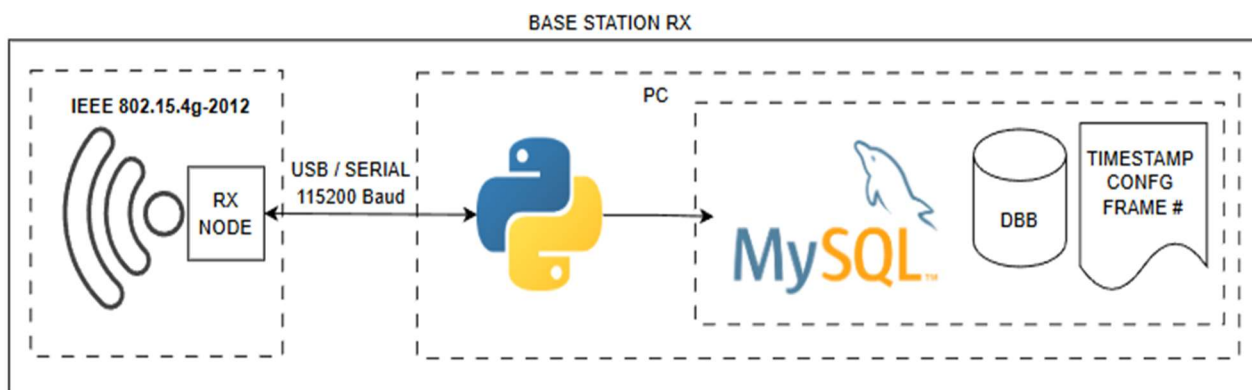 BASE STATION RX
IEEE 802.15.4g-2012
RX
NODE
USB / SERIAL
115200 Baud
PC
MySQL™
DBB
TIMESTAMP
CONFG
FRAME #